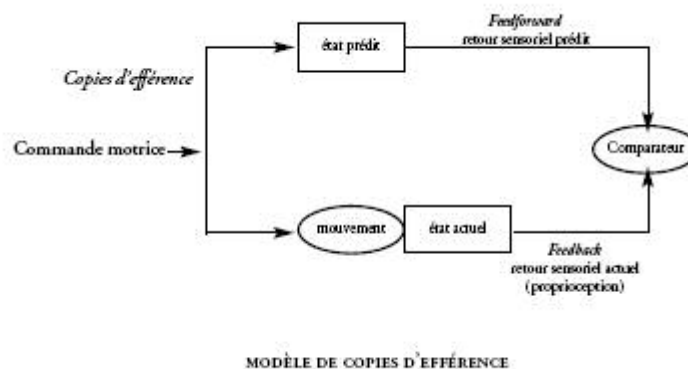 Feedforward
retour sensoriel prédit
état prédit
Copies d'efférence
Commande motrice
Comparateur
mouvement
état actuel
Feedback
retour sensoriel actuel
(proprioception)
MODÈLE DE COPIES D'EFFÉRENCE